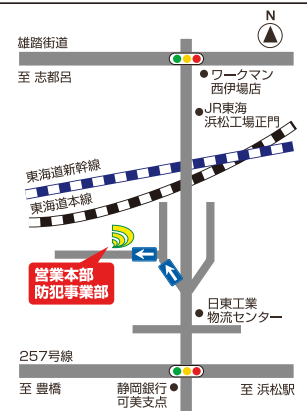 N
雄踏街道
至 志都呂
ワークマン
西伊場店
JR東海
浜松工場正門
東海道新幹線
東海道本線
営業本部
防犯事業部
日東工業
物流センター
257号線
至 豊橋
静岡銀行
可美支点
至 浜松駅